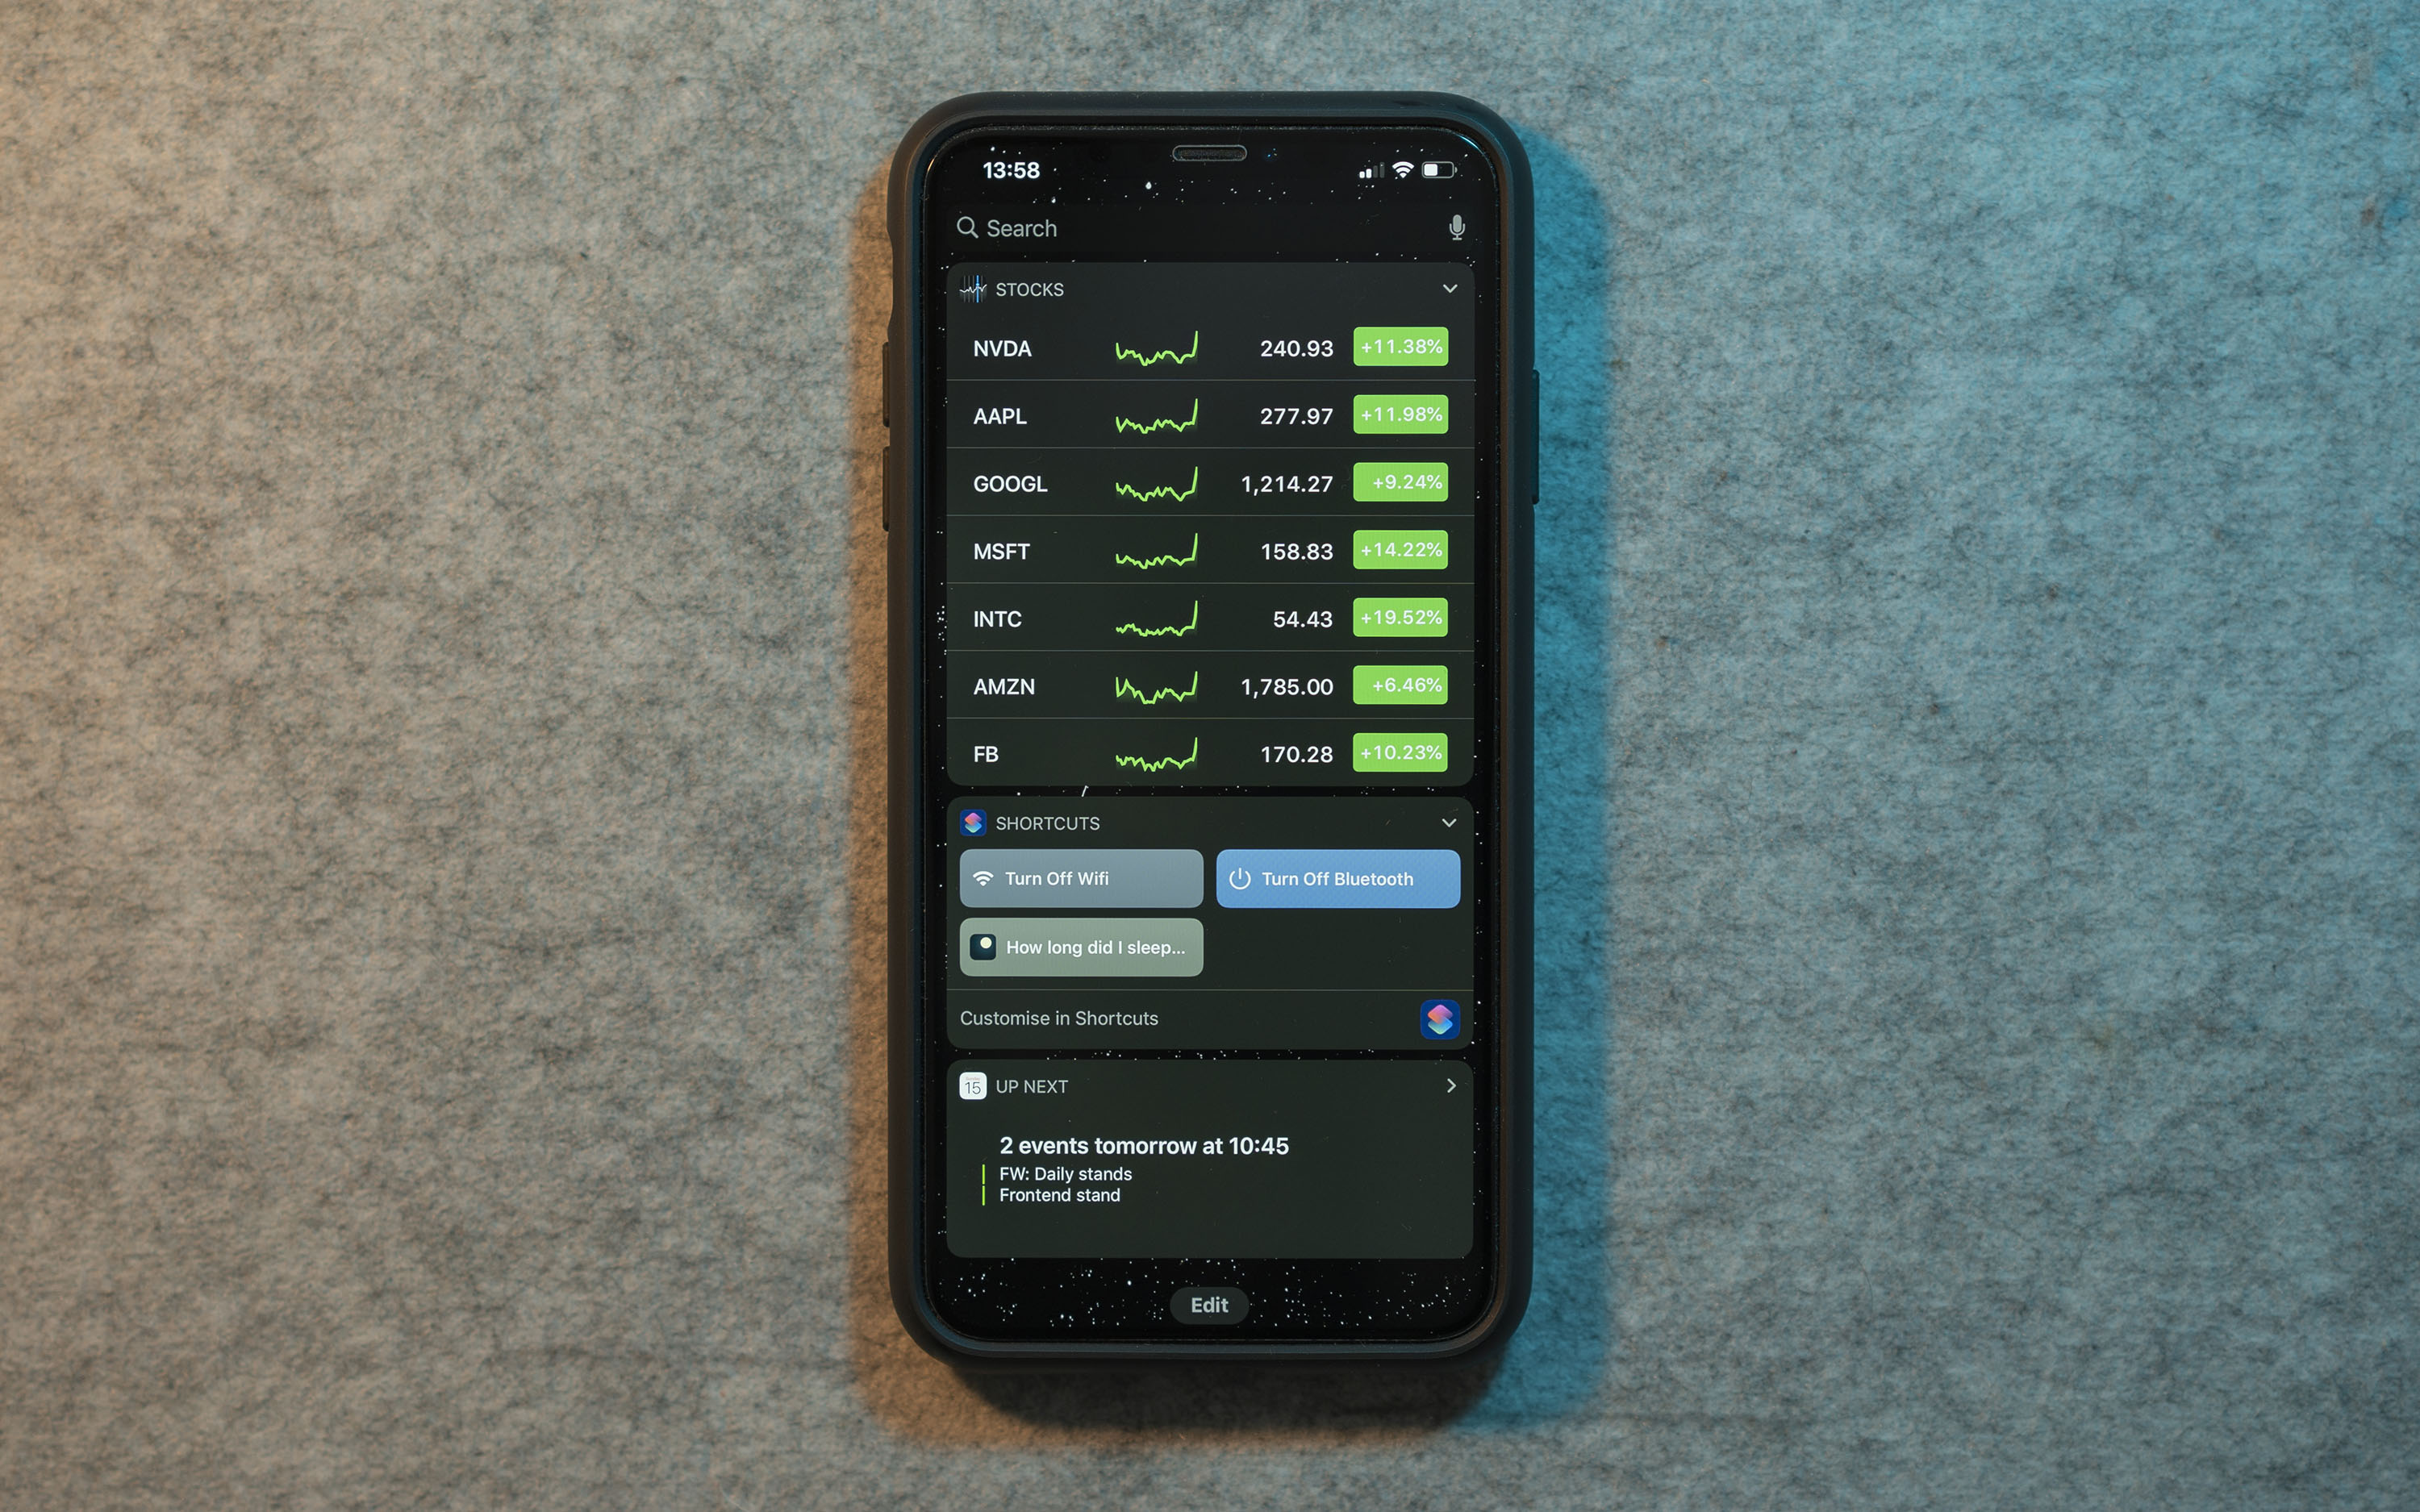 13:58
Search
STOCKS
NVDA 240.93 +11.38%
AAPL 277.97 +11.98%
GOOGL 1,214.27 +9.24%
MSFT 158.83 +14.22%
INTC 54.43 +19.52%
AMZN 1,785.00 +6.46%
FB 170.28 +10.23%
SHORTCUTS
Turn Off Wifi
Turn Off Bluetooth
How long did I sleep...
Customise in Shortcuts
15 UP NEXT
2 events tomorrow at 10:45
FW: Daily stands
Frontend stand
Edit